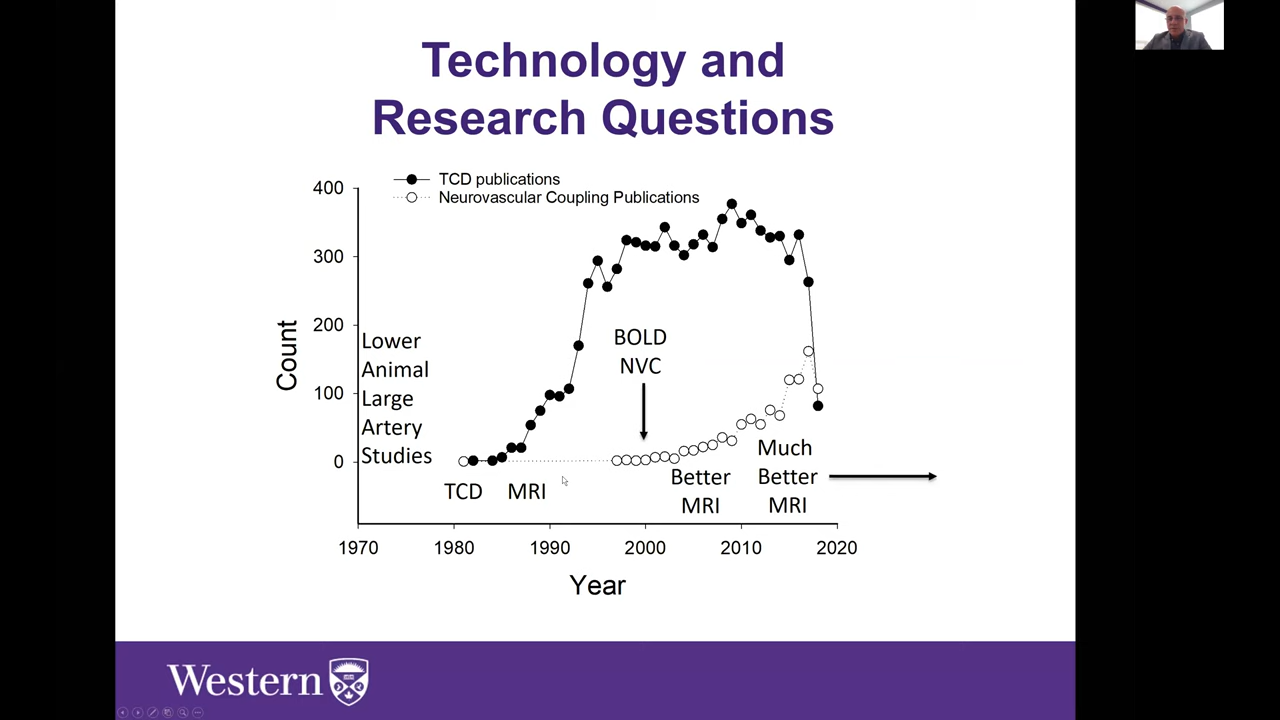 Technology and
Research Questions
TCD publications
Neurovascular Coupling Publications
400
300
200
100
0
Count
Lower
Animal
Large
Artery
Studies
BOLD
NVC
TCD
MRI
Better
MRI
Much
Better
MRI
1970
1980
1990
2000
2010
2020
Year
Western